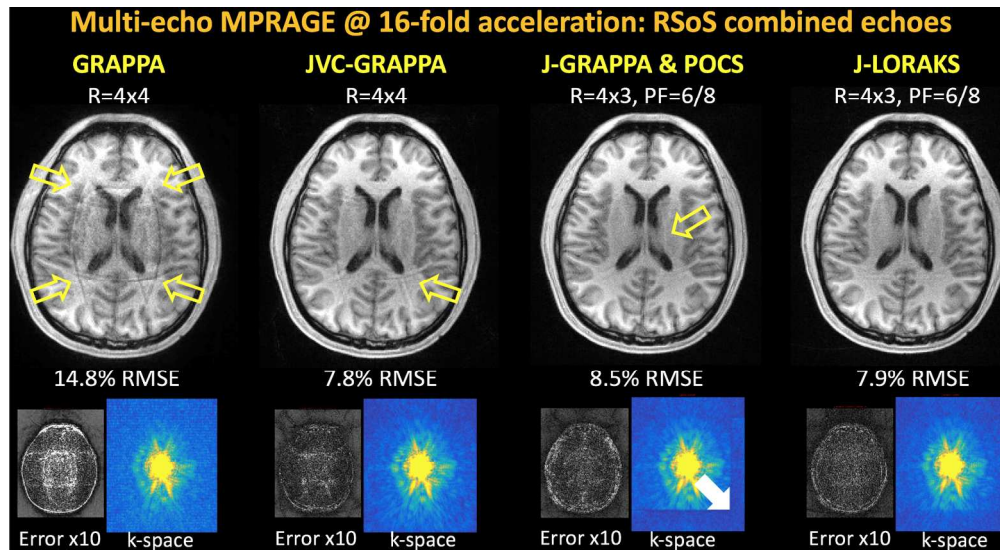 Multi-echo MPRAGE @ 16-fold acceleration: RSoS combined echoes
GRAPPA
R=4x4
14.8% RMSE
Error x10
k-space
JVC-GRAPPA
R=4x4
7.8% RMSE
Error x10
k-space
J-GRAPPA & POCS
R=4x3, PF=6/8
8.5% RMSE
Error x10
k-space
J-LORAKS
R=4x3, PF=6/8
7.9% RMSE
Error x10
k-space